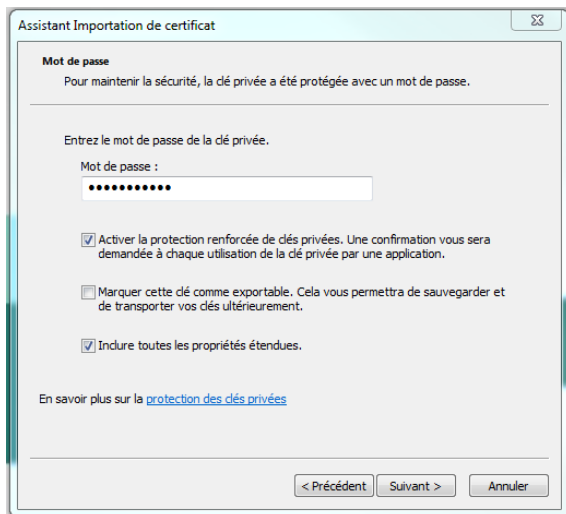 Assistant Importation de certificat
Mot de passe
Pour maintenir la sécurité, la clé privée a été protégée avec un mot de passe.
Entrez le mot de passe de la clé privée.
Mot de passe :
•••••••••••
Activer la protection renforcée de clés privées. Une confirmation vous sera
demandée à chaque utilisation de la clé privée par une application.
Marquer cette clé comme exportable. Cela vous permettra de sauvegarder et
de transporter vos clés ultérieurement.
Inclure toutes les propriétés étendues.
En savoir plus sur la protection des clés privées
< Précédent Suivant > Annuler